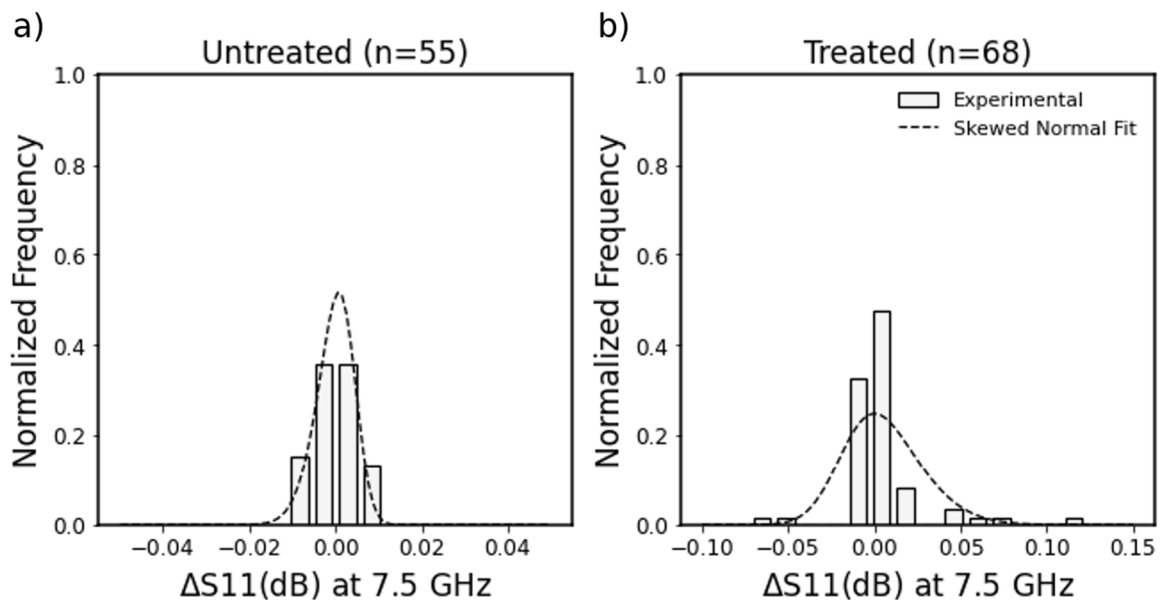 a)
Untreated (n=55)
Normalized Frequency
1.0
0.8
0.6
0.4
0.2
0.0
−0.04 −0.02 0.00 0.02 0.04
ΔS11(dB) at 7.5 GHz
b)
Treated (n=68)
Experimental
Skewed Normal Fit
Normalized Frequency
1.0
0.8
0.6
0.4
0.2
0.0
−0.10 −0.05 0.00 0.05 0.10 0.15
ΔS11(dB) at 7.5 GHz